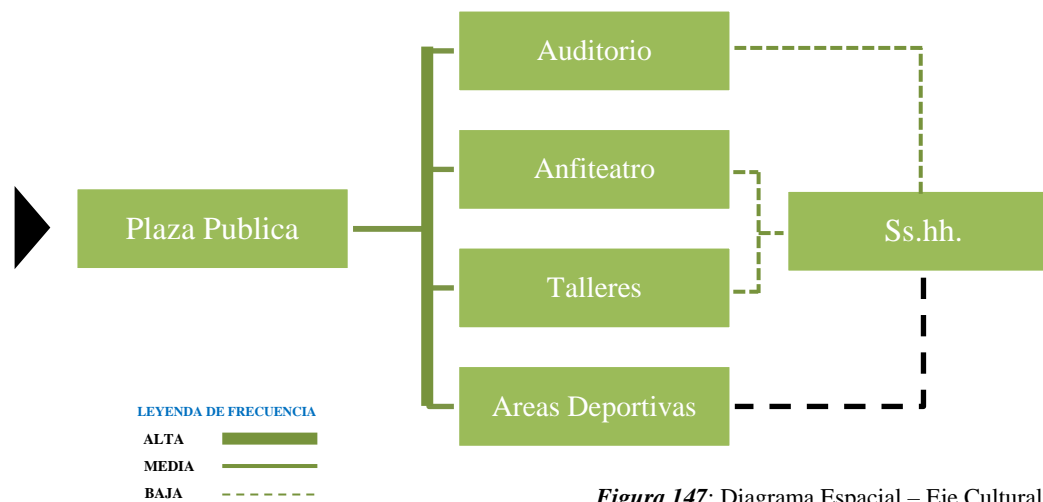 Auditorio
Anfiteatro
Plaza Publica
Ss.hh.
Talleres
Areas Deportivas
LEYENDA DE FRECUENCIA
ALTA
MEDIA
BAJA
Figura 147: Diagrama Espacial – Eje Cultural